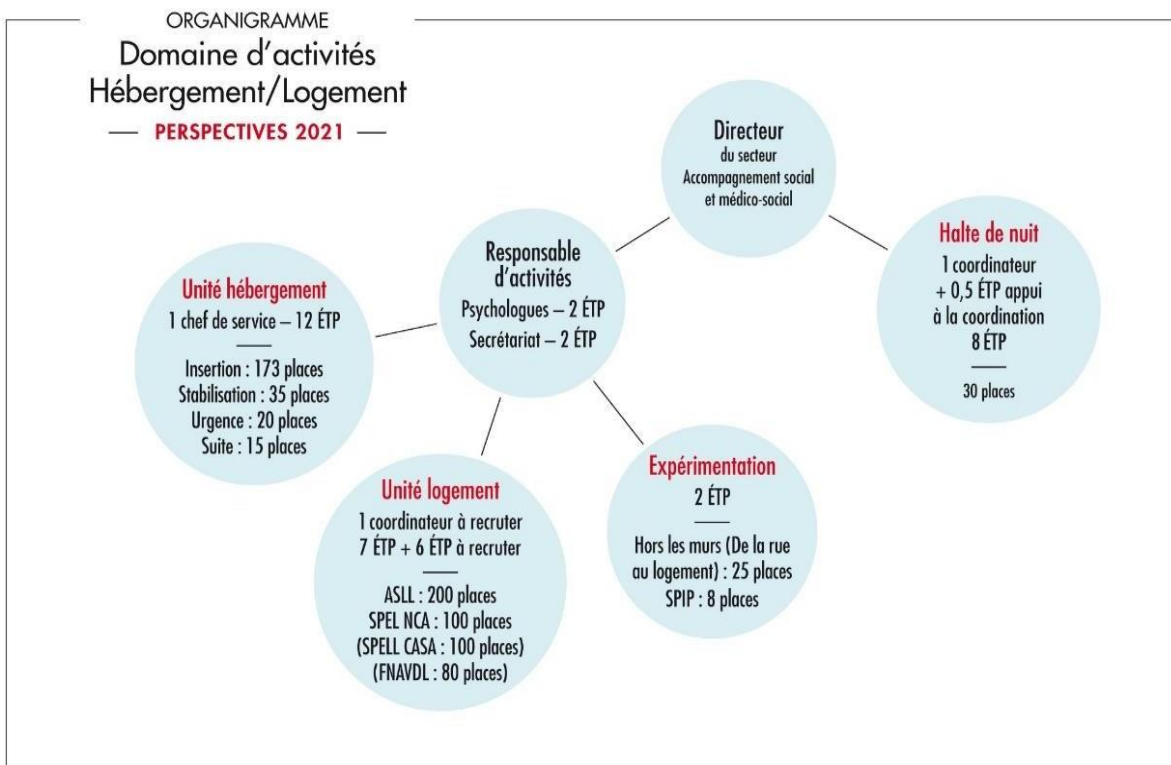 ORGANIGRAMME
Domaine d'activités
Hébergement/Logement
— PERSPECTIVES 2021 —
Directeur
du secteur
Accompagnement social
et médico-social
Halte de nuit
1 coordinateur
+ 0,5 ÉTP appui
à la coordination
8 ÉTP
30 places
Responsable
d'activités
Psychologues – 2 ÉTP
Secrétariat – 2 ÉTP
Unité hébergement
1 chef de service – 12 ÉTP
Insertion : 173 places
Stabilisation : 35 places
Urgence : 20 places
Suite : 15 places
Unité logement
1 coordinateur à recruter
7 ÉTP + 6 ÉTP à recruter
ASLL : 200 places
SPEL NCA : 100 places
(SPELL CASA : 100 places)
(FNAVDL : 80 places)
Expérimentation
2 ÉTP
Hors les murs (De la rue
au logement) : 25 places
SPIP : 8 places